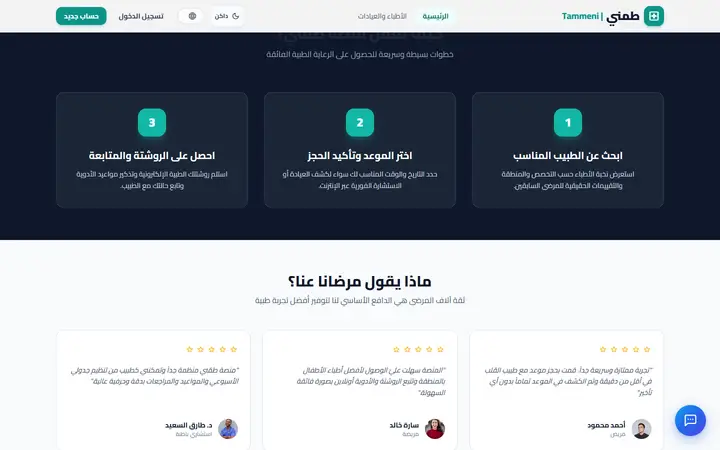 طمني | Tammeni
الرئيسية
الأطباء والعيادات
داكن
تسجيل الدخول
حساب جديد
خطوات بسيطة وسريعة للحصول على الرعاية الطبية الفائقة
1
ابحث عن الطبيب المناسب
استعرض نخبة الأطباء حسب التخصص والمنطقة
والتقييمات الحقيقية للمرضى السابقين.
2
اختر الموعد وتأكيد الحجز
حدد التاريخ والوقت المناسب لك سواء لكشف العيادة أو
الاستشارة الفورية عبر الإنترنت.
3
احصل على الروشتة والمتابعة
استلم روشتتك الطبية الإلكترونية وتذكير مواعيد الأدوية
وتابع حالتك مع الطبيب.
ماذا يقول مرضانا عنا؟
ثقة آلاف المرضى هي الدافع الأساسي لنا لتوفير أفضل تجربة طبية
"تجربة ممتازة وسريعة جداً. قمت بحجز موعد مع طبيب القلب
في أقل من دقيقة وتم الكشف في الموعد تماماً بدون أي
تأخير"
أحمد محمود
مريض
"المنصة سهلت عليّ الوصول لأفضل أطباء الأطفال
بالمنطقة وتتبع الروشتة والأدوية أونلاين بصورة فائقة
السهولة"
سارة خالد
مريضة
"منصة طمّني منظمة جداً وتمكنني كطبيب من تنظيم جدولي
الأسبوعي والمواعيد والمراجعات بدقة وحرفية عالية"
د. طارق السعيد
استشاري باطنة